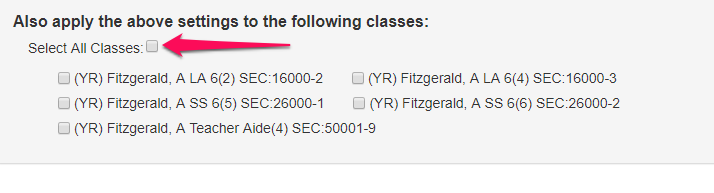 Also apply the above settings to the following classes:
Select All Classes:
(YR) Fitzgerald, A LA 6(2) SEC:16000-2 (YR) Fitzgerald, A LA 6(4) SEC:16000-3
(YR) Fitzgerald, A SS 6(5) SEC:26000-1 (YR) Fitzgerald, A SS 6(6) SEC:26000-2
(YR) Fitzgerald, A Teacher Aide(4) SEC:50001-9